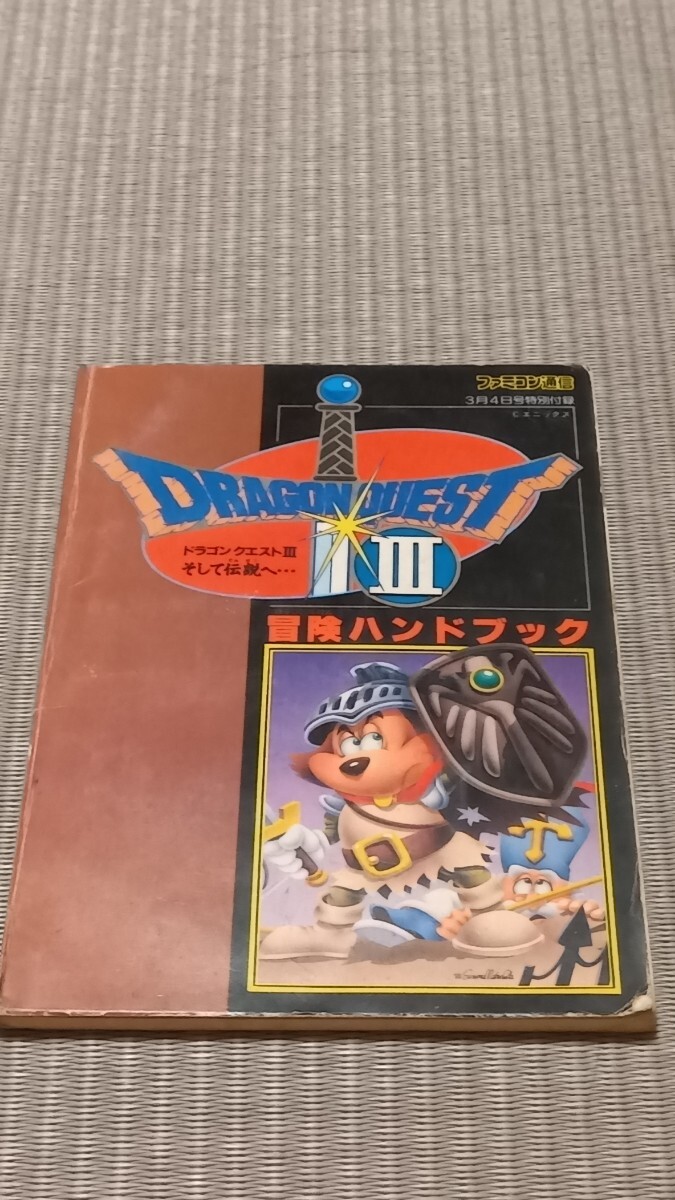 ファミコン通信
3月4日号特別付録
©エニックス
DRAGON QUEST
III
ドラゴンクエストIII
そして伝説へ…
冒険ハンドブック
T